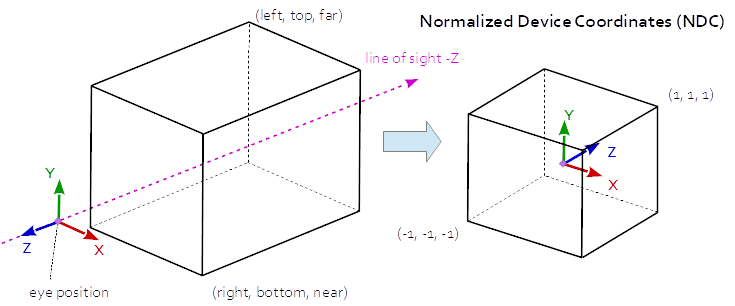 (left, top, far)
Normalized Device Coordinates (NDC)
line of sight -Z
(1, 1, 1)
Y
Z
X
Y
Z
X
(-1, -1, -1)
eye position
(right, bottom, near)